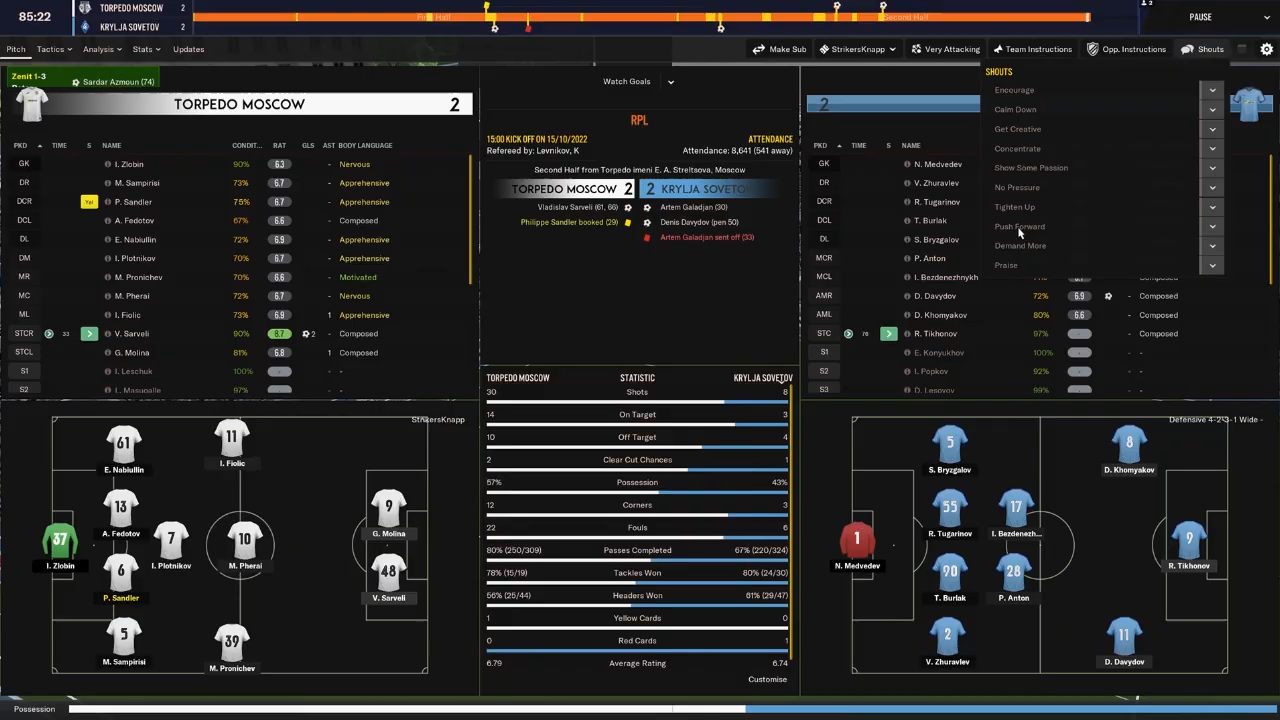 85:22
TORPEDO MOSCOW 2
KRYLJA SOVETOV 2
First Half
Second Half
2
PAUSE
Pitch Tactics Analysis Stats Updates
Make Sub StrikersKnapp Very Attacking Team Instructions Opp. Instructions Shouts
Zenit 1-3
Sardar Azmoun (74)
TORPEDO MOSCOW 2
PKD TIME S NAME CONDIT... RAT GLS AST BODY LANGUAGE
GK I. Zlobin 90% 6.3 - Nervous
DR M. Sampirisi 73% 6.7 - Apprehensive
DCR Yel P. Sandler 75% 6.7 - Apprehensive
DCL A. Fedotov 67% 6.6 - Composed
DL E. Nabiullin 72% 6.9 - Apprehensive
DM I. Plotnikov 70% 6.7 - Apprehensive
MR M. Pronichev 70% 6.6 - Motivated
MC M. Pherai 72% 6.7 - Nervous
ML I. Fiolic 73% 6.9 1 Apprehensive
STCR 33 V. Sarveli 90% 8.7 2 - Composed
STCL G. Molina 81% 6.8 1 Composed
S1 I. Leschuk 100% - - -
S2 L. Masuaalle 97% - - -
Watch Goals
RPL
15:00 KICK OFF ON 15/10/2022 ATTENDANCE
Refereed by: Levnikov, K Attendance: 8,641 (541 away)
Second Half from Torpedo imeni E. A. Streltsova, Moscow
TORPEDO MOSCOW 2 2 KRYLJA SOVETOV
Vladislav Sarveli (61, 66) Artem Galadjan (30)
Philippe Sandler booked (29) Denis Davydov (pen 50)
Artem Galadjan sent off (33)
2
PKD TIME S NAME
GK N. Medvedev
DR V. Zhuravlev
DCR R. Tugarinov
DCL T. Burlak
DL S. Bryzgalov
MCR P. Anton
MCL I. Bezdenezhnykh
AMR D. Davydov 72% 6.9 - Composed
AML D. Khomyakov 80% 6.6 - Composed
STC 76 R. Tikhonov 97% - - Composed
S1 E. Konyukhov 100% - - -
S2 I. Popkov 92% - - -
S3 D. Lesovoy 99% - - -
SHOUTS
Encourage
Calm Down
Get Creative
Concentrate
Show Some Passion
No Pressure
Tighten Up
Push Forward
Demand More
Praise
TORPEDO MOSCOW STATISTIC KRYLJA SOVETOV
30 Shots 8
14 On Target 3
10 Off Target 4
2 Clear Cut Chances 1
57% Possession 43%
12 Corners 3
22 Fouls 6
80% (250/309) Passes Completed 67% (220/324)
78% (15/19) Tackles Won 80% (24/30)
56% (25/44) Headers Won 61% (29/47)
1 Yellow Cards 0
0 Red Cards 1
6.79 Average Rating 6.74
Customise
StrikersKnapp
61
E. Nabiullin
11
I. Fiolic
13
A. Fedotov
9
G. Molina
37
I. Zlobin
7
I. Plotnikov
10
M. Pherai
6
P. Sandler
48
V. Sarveli
5
M. Sampirisi
39
M. Pronichev
Defensive 4-2-3-1 Wide -
5
S. Bryzgalov
8
D. Khomyakov
55
R. Tugarinov
17
I. Bezdenezh...
1
N. Medvedev
9
R. Tikhonov
90
T. Burlak
28
P. Anton
2
V. Zhuravlev
11
D. Davydov
Possession